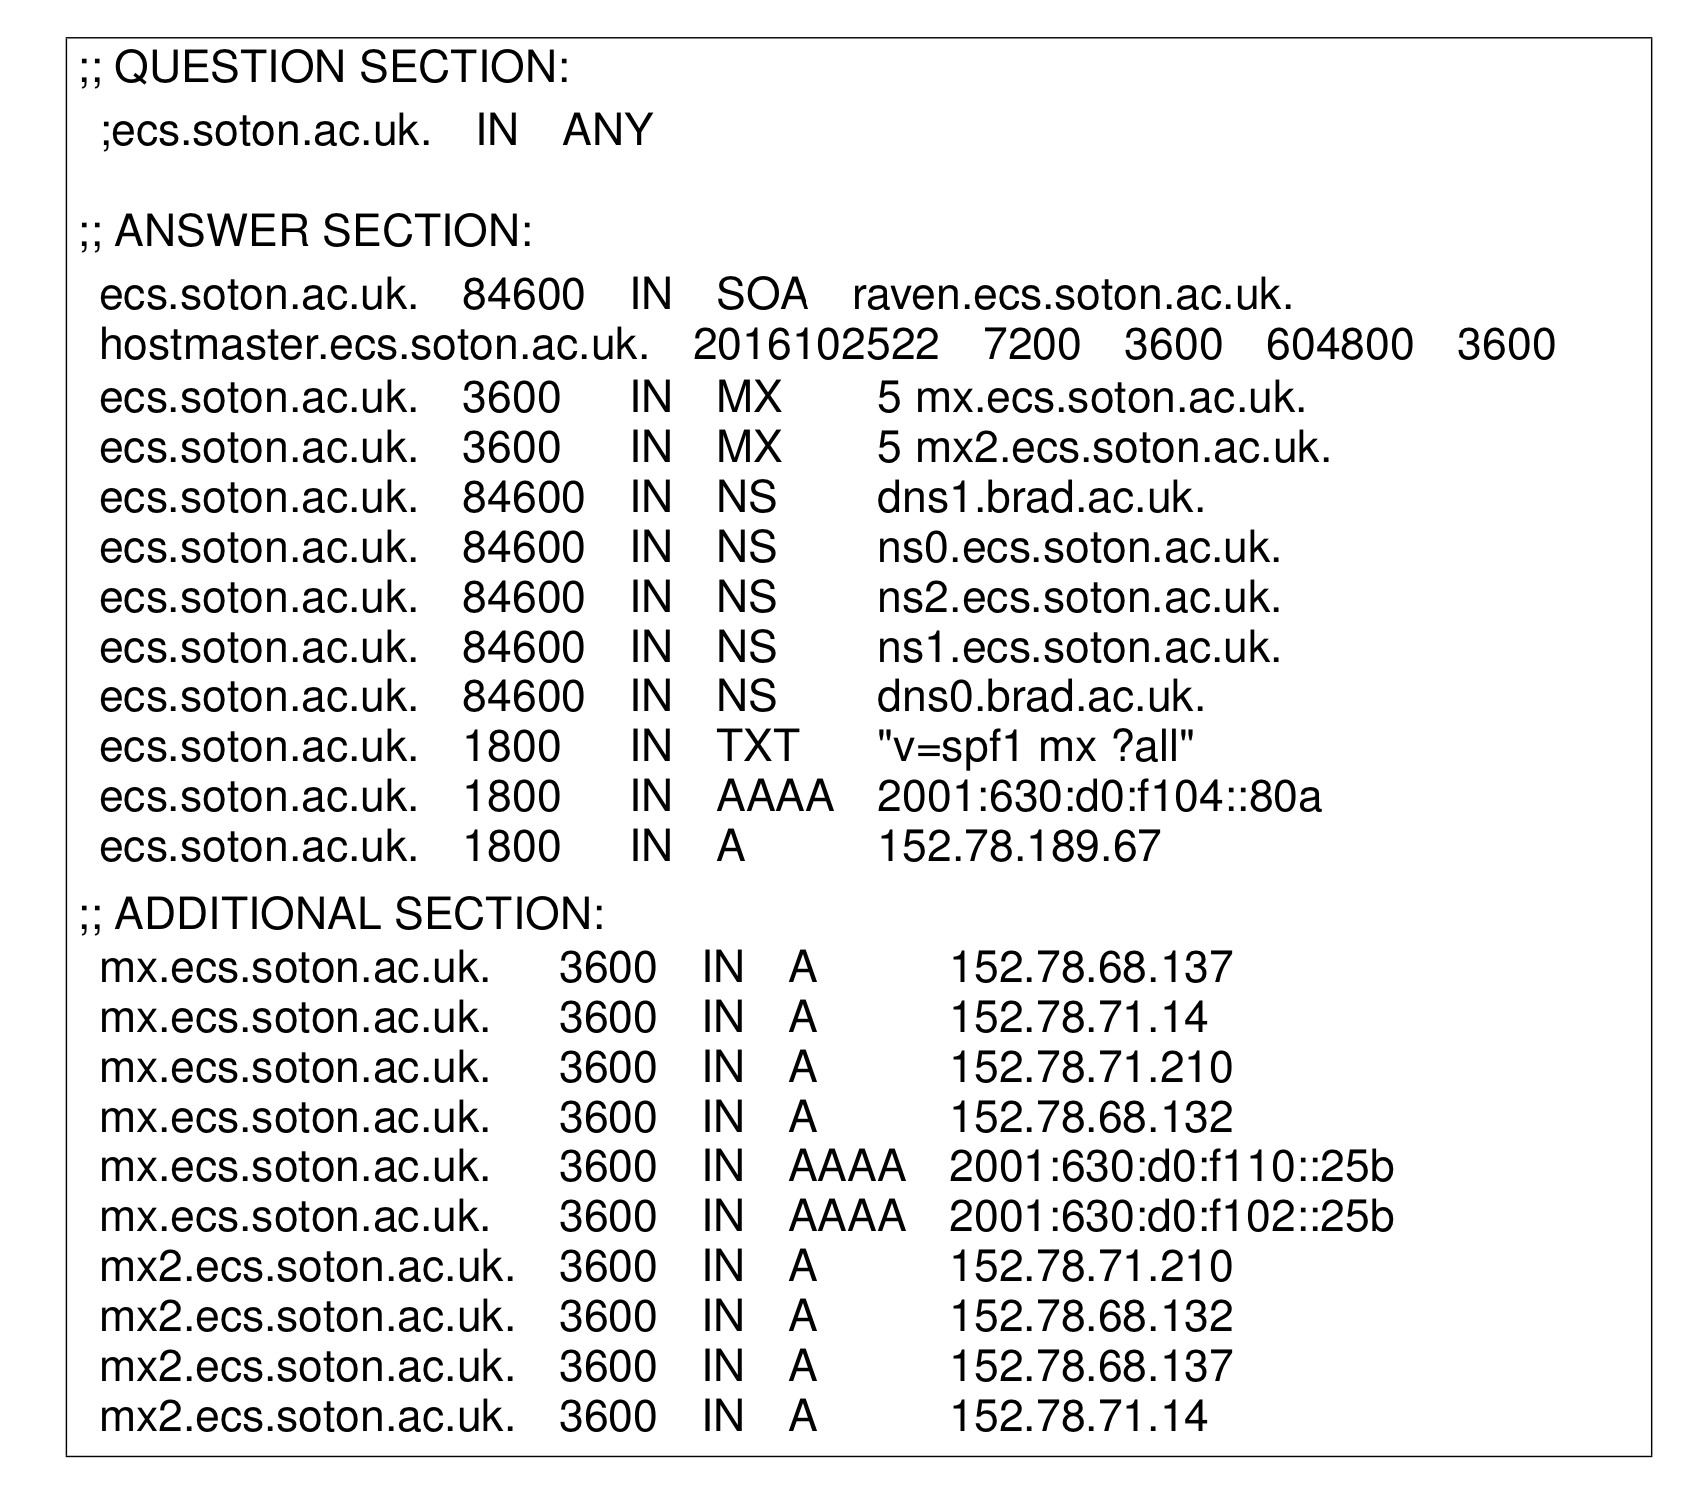 ;; QUESTION SECTION:
;ecs.soton.ac.uk. IN ANY
;; ANSWER SECTION:
ecs.soton.ac.uk. 84600 IN SOA raven.ecs.soton.ac.uk.
hostmaster.ecs.soton.ac.uk. 2016102522 7200 3600 604800 3600
ecs.soton.ac.uk. 3600 IN MX 5 mx.ecs.soton.ac.uk.
ecs.soton.ac.uk. 3600 IN MX 5 mx2.ecs.soton.ac.uk.
ecs.soton.ac.uk. 84600 IN NS dns1.brad.ac.uk.
ecs.soton.ac.uk. 84600 IN NS ns0.ecs.soton.ac.uk.
ecs.soton.ac.uk. 84600 IN NS ns2.ecs.soton.ac.uk.
ecs.soton.ac.uk. 84600 IN NS ns1.ecs.soton.ac.uk.
ecs.soton.ac.uk. 84600 IN NS dns0.brad.ac.uk.
ecs.soton.ac.uk. 1800 IN TXT "v=spf1 mx ?all"
ecs.soton.ac.uk. 1800 IN AAAA 2001:630:d0:f104::80a
ecs.soton.ac.uk. 1800 IN A 152.78.189.67
;; ADDITIONAL SECTION:
mx.ecs.soton.ac.uk. 3600 IN A 152.78.68.137
mx.ecs.soton.ac.uk. 3600 IN A 152.78.71.14
mx.ecs.soton.ac.uk. 3600 IN A 152.78.71.210
mx.ecs.soton.ac.uk. 3600 IN A 152.78.68.132
mx.ecs.soton.ac.uk. 3600 IN AAAA 2001:630:d0:f110::25b
mx.ecs.soton.ac.uk. 3600 IN AAAA 2001:630:d0:f102::25b
mx2.ecs.soton.ac.uk. 3600 IN A 152.78.71.210
mx2.ecs.soton.ac.uk. 3600 IN A 152.78.68.132
mx2.ecs.soton.ac.uk. 3600 IN A 152.78.68.137
mx2.ecs.soton.ac.uk. 3600 IN A 152.78.71.14